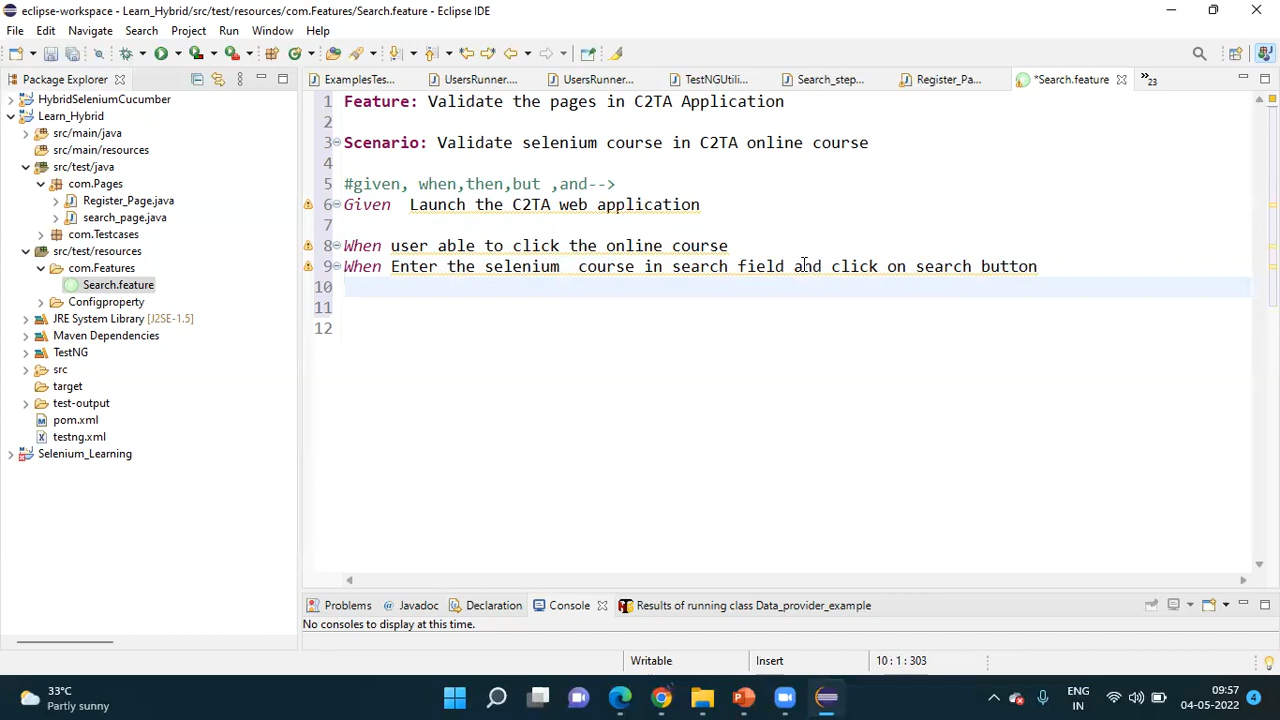 eclipse-workspace - Learn_Hybrid/src/test/resources/com.Features/Search.feature - Eclipse IDE
File Edit Navigate Search Project Run Window Help
Package Explorer
ExamplesTes... UsersRunner.... UsersRunner.... TestNGUtili... Search_step... Register_Pa... *Search.feature »23
HybridSeleniumCucumber
Learn_Hybrid
src/main/java
src/main/resources
src/test/java
com.Pages
Register_Page.java
search_page.java
com.Testcases
src/test/resources
com.Features
Search.feature
Configproperty
JRE System Library [J2SE-1.5]
Maven Dependencies
TestNG
src
target
test-output
pom.xml
testng.xml
Selenium_Learning
1 Feature: Validate the pages in C2TA Application
2
3 Scenario: Validate selenium course in C2TA online course
4
5 #given, when,then,but ,and-->
6 Given  Launch the C2TA web application
7
8 When user able to click the online course
9 When Enter the selenium  course in search field and click on search button
10
11
12
Problems Javadoc Declaration Console Results of running class Data_provider_example
No consoles to display at this time.
Writable Insert 10 : 1 : 303
33°C
Partly sunny
ENG
IN
09:57
04-05-2022
4